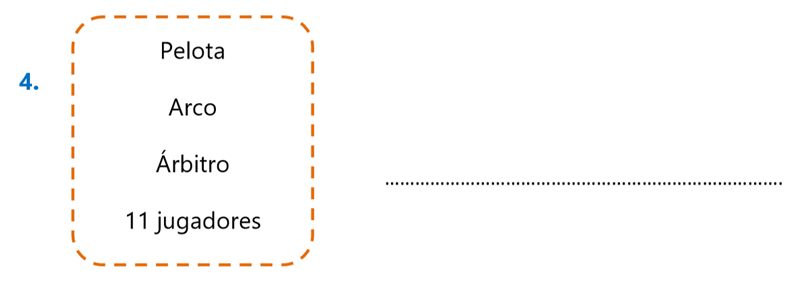 4.
Pelota
Arco
Árbitro
11 jugadores